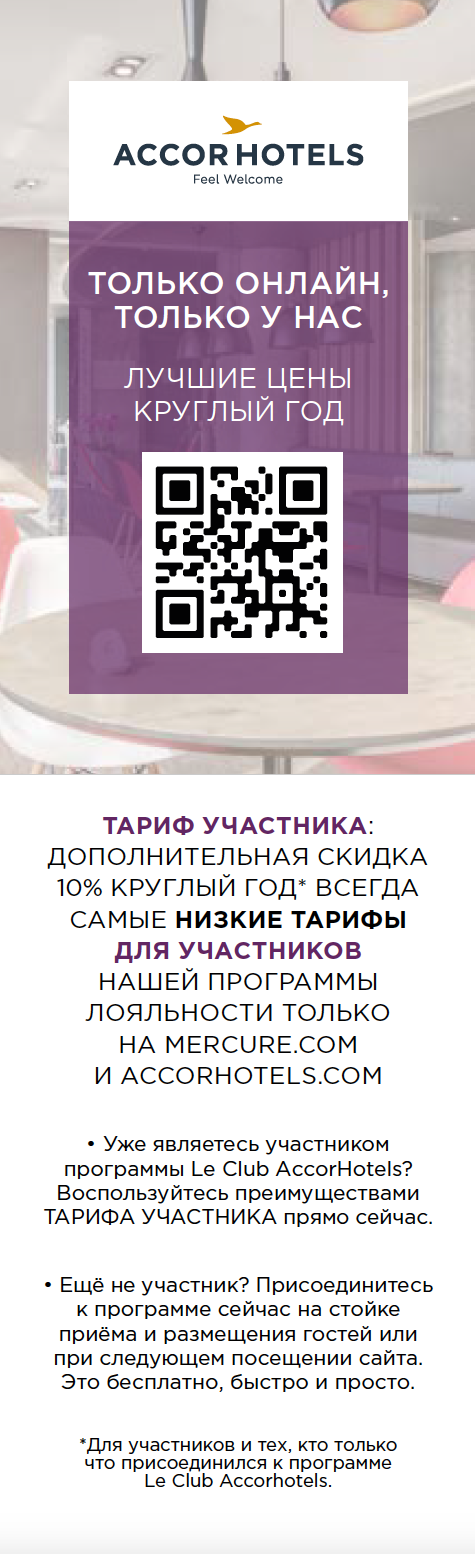 ACCOR HOTELS
Feel Welcome
ТОЛЬКО ОНЛАЙН,
ТОЛЬКО У НАС
ЛУЧШИЕ ЦЕНЫ
КРУГЛЫЙ ГОД
ТАРИФ УЧАСТНИКА:
ДОПОЛНИТЕЛЬНАЯ СКИДКА
10% КРУГЛЫЙ ГОД* ВСЕГДА
САМЫЕ НИЗКИЕ ТАРИФЫ
ДЛЯ УЧАСТНИКОВ
НАШЕЙ ПРОГРАММЫ
ЛОЯЛЬНОСТИ ТОЛЬКО
НА MERCURE.COM
И ACCORHOTELS.COM
• Уже являетесь участником
программы Le Club AccorHotels?
Воспользуйтесь преимуществами
ТАРИФА УЧАСТНИКА прямо сейчас.
• Ещё не участник? Присоединитесь
к программе сейчас на стойке
приёма и размещения гостей или
при следующем посещении сайта.
Это бесплатно, быстро и просто.
*Для участников и тех, кто только
что присоединился к программе
Le Club Accorhotels.